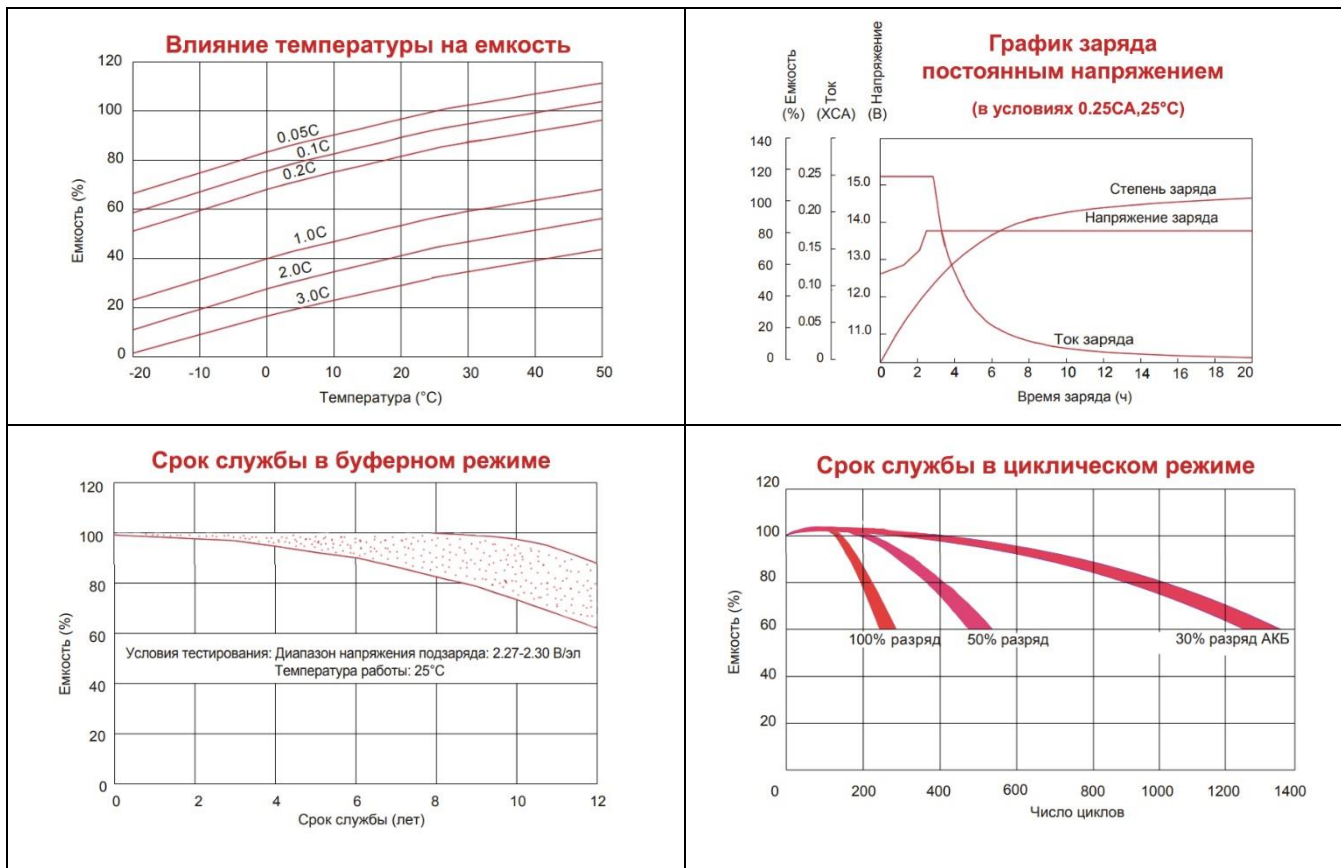 Влияние температуры на емкость
120
100
80
60
40
20
0
Емкость (%)
0.05C
0.1C
0.2C
1.0C
2.0C
3.0C
-20 -10 0 10 20 30 40 50
Температура (°C)
График заряда
постоянным напряжением
(в условиях 0.25CA,25°C)
Емкость
(%)
Ток
(XCA)
Напряжение
(В)
140
120
100
80
60
40
20
0
0.25
0.20
0.15
0.10
0.05
0
15.0
14.0
13.0
12.0
11.0
Степень заряда
Напряжение заряда
Ток заряда
0 2 4 6 8 10 12 14 16 18 20
Время заряда (ч)
Срок службы в буферном режиме
120
100
80
60
40
20
0
Емкость (%)
Условия тестирования: Диапазон напряжения подзаряда: 2.27-2.30 В/эл
Температура работы: 25°C
0 2 4 6 8 10 12
Срок службы (лет)
Срок службы в циклическом режиме
120
100
80
60
40
20
Емкость (%)
100% разряд
50% разряд
30% разряд АКБ
0 200 400 600 800 1000 1200 1400
Число циклов